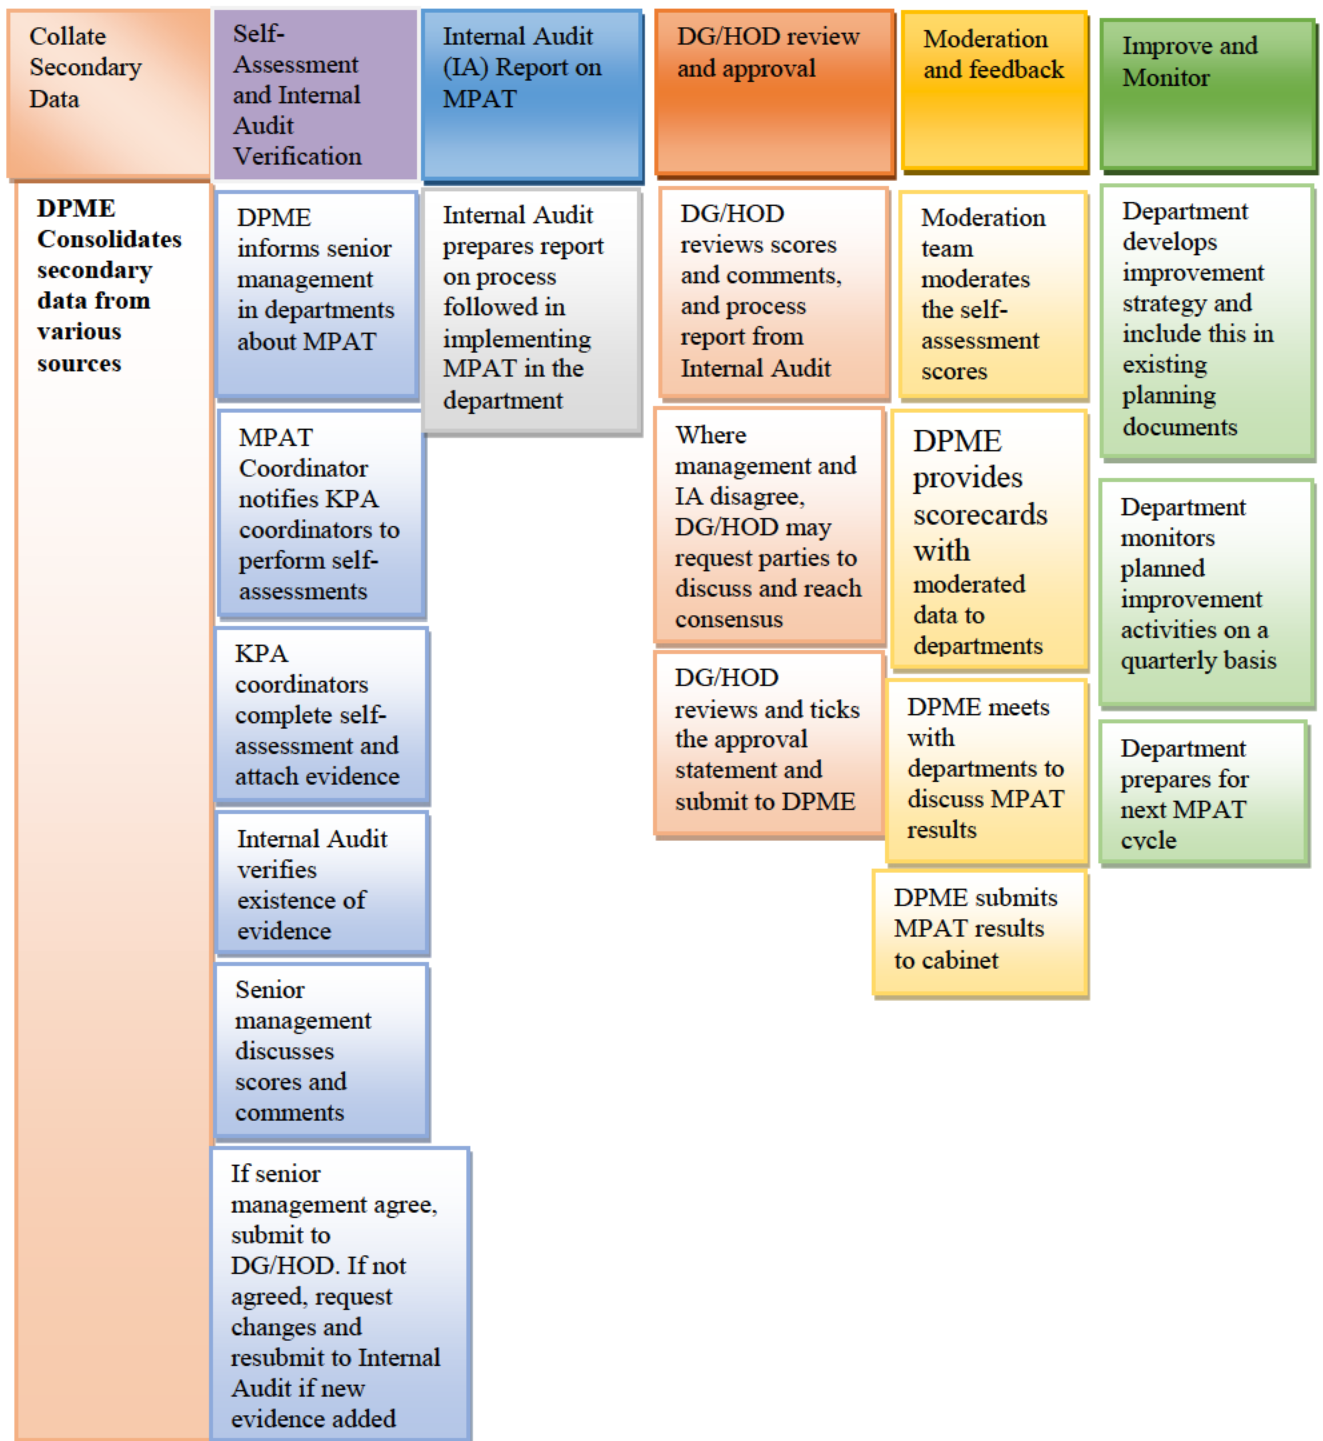 Collate
Secondary
Data
Self-
Assessment
and Internal
Audit
Verification
Internal Audit
(IA) Report on
MPAT
DG/HOD review
and approval
Moderation
and feedback
Improve and
Monitor
DPME
Consolidates
secondary
data from
various
sources
DPME
informs senior
management
in departments
about MPAT
MPAT
Coordinator
notifies KPA
coordinators to
perform self-
assessments
KPA
coordinators
complete self-
assessment and
attach evidence
Internal Audit
verifies
existence of
evidence
Senior
management
discusses
scores and
comments
If senior
management agree,
submit to
DG/HOD. If not
agreed, request
changes and
resubmit to Internal
Audit if new
evidence added
Internal Audit
prepares report
on process
followed in
implementing
MPAT in the
department
DG/HOD
reviews scores
and comments,
and process
report from
Internal Audit
Where
management and
IA disagree,
DG/HOD may
request parties to
discuss and reach
consensus
DG/HOD
reviews and ticks
the approval
statement and
submit to DPME
Moderation
team
moderates
the self-
assessment
scores
DPME
provides
scorecards
with
moderated
data to
departments
DPME meets
with
departments to
discuss MPAT
results
DPME submits
MPAT results
to cabinet
Department
develops
improvement
strategy and
include this in
existing
planning
documents
Department
monitors
planned
improvement
activities on a
quarterly basis
Department
prepares for
next MPAT
cycle